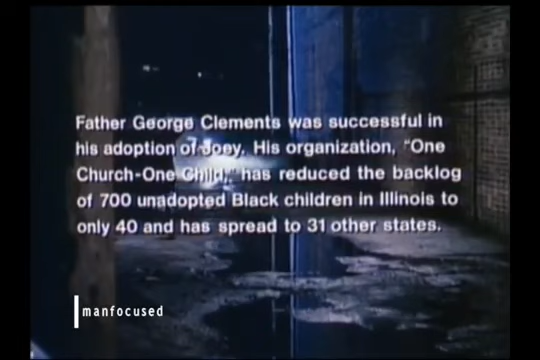 Father George Clements was successful in
his adoption of Joey. His organization, "One
Church-One Child," has reduced the backlog
of 700 unadopted Black children in Illinois to
only 40 and has spread to 31 other states.
manfocused